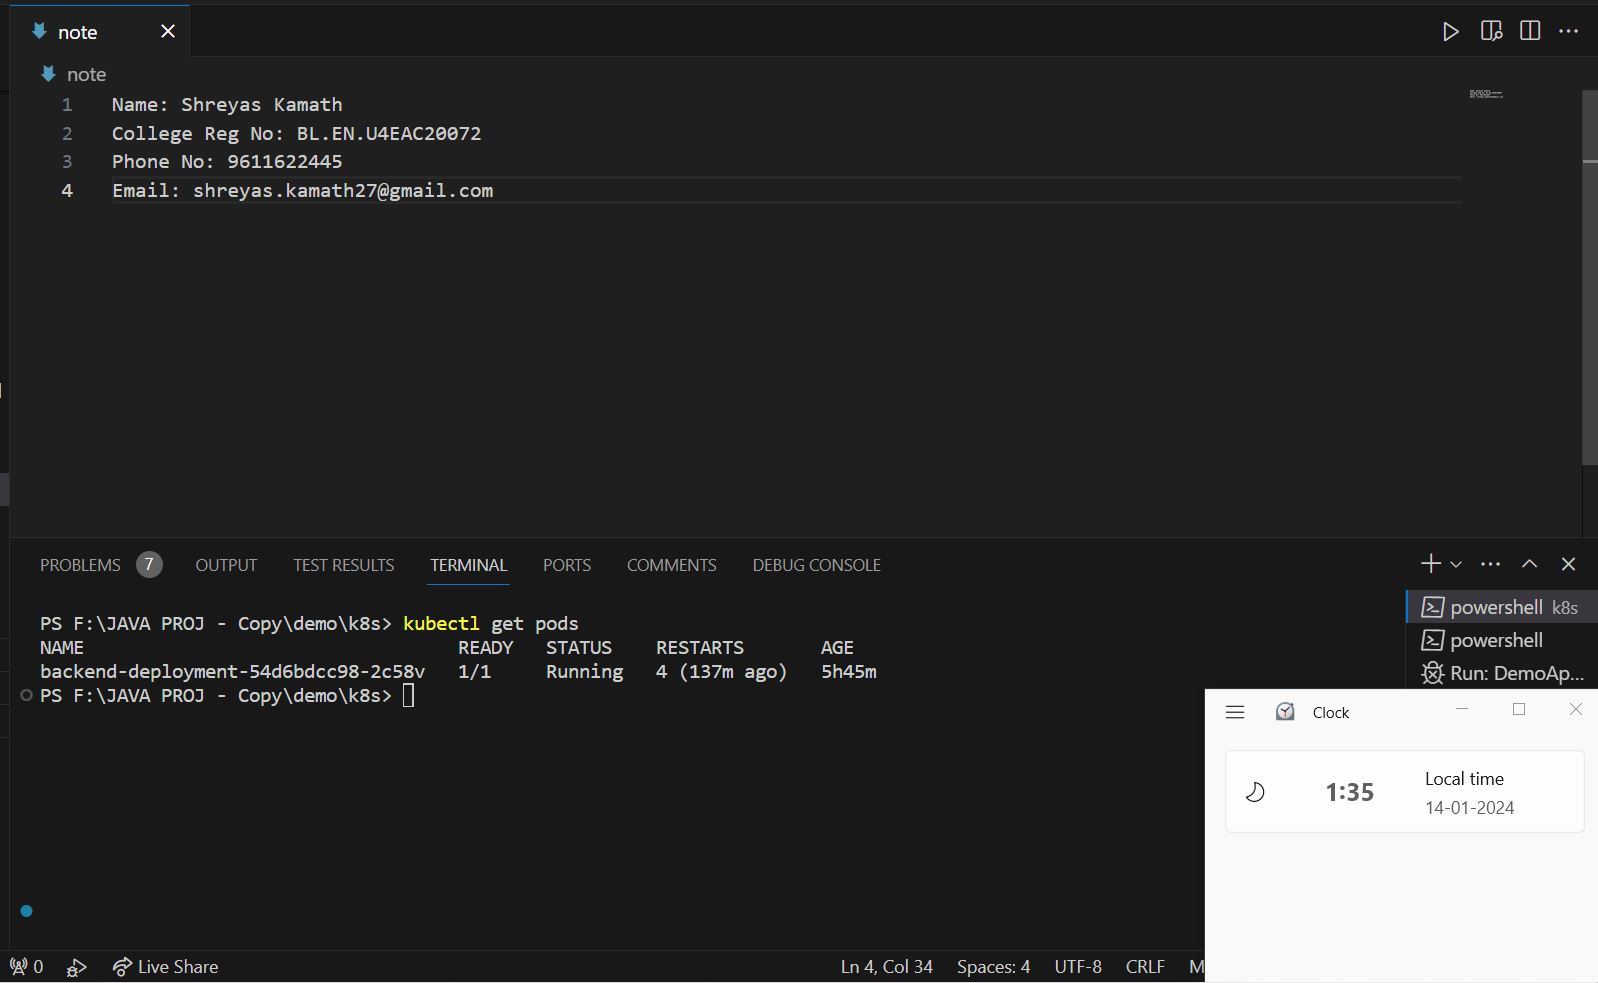 note
note
1 Name: Shreyas Kamath
2 College Reg No: BL.EN.U4EAC20072
3 Phone No: 9611622445
4 Email: shreyas.kamath27@gmail.com
PROBLEMS 7 OUTPUT TEST RESULTS TERMINAL PORTS COMMENTS DEBUG CONSOLE
PS F:\JAVA PROJ - Copy\demo\k8s> kubectl get pods
NAME READY STATUS RESTARTS AGE
backend-deployment-54d6bdcc98-2c58v 1/1 Running 4 (137m ago) 5h45m
PS F:\JAVA PROJ - Copy\demo\k8s>
powershell k8s
powershell
Run: DemoAp...
Clock
1:35
Local time
14-01-2024
0 Live Share Ln 4, Col 34 Spaces: 4 UTF-8 CRLF M